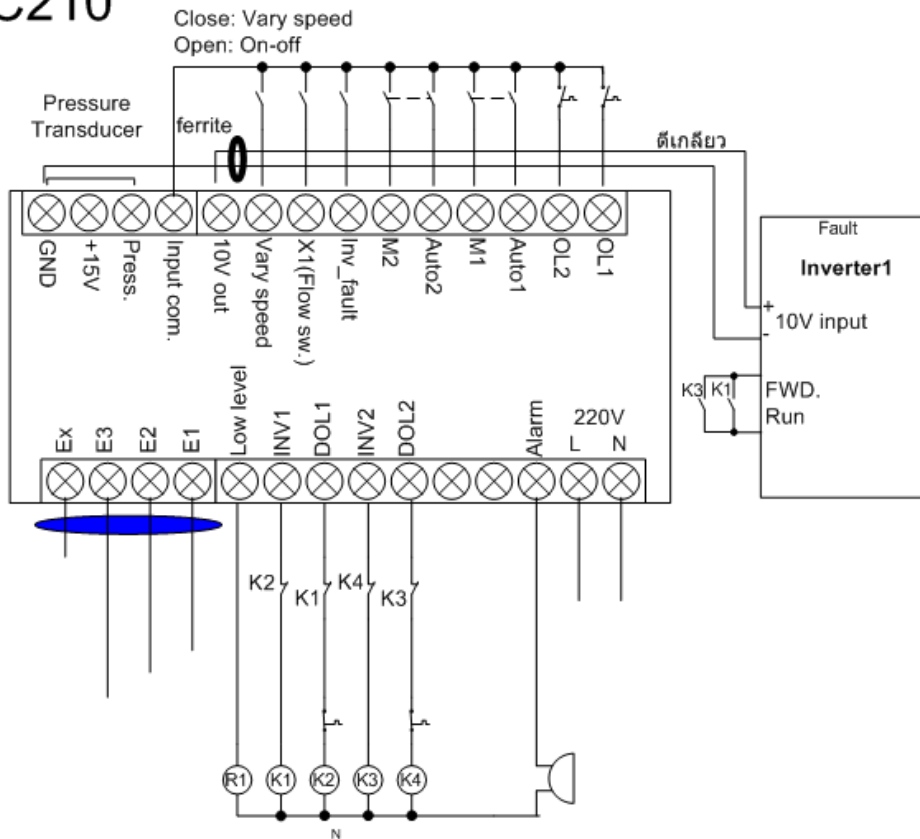 C210
Close: Vary speed
Open: On-off
Pressure
Transducer
ferrite
ตีเกลียว
GND
+15V
Press.
Input com.
10V out
Vary speed
X1(Flow sw.)
Inv_fault
M2
Auto2
M1
Auto1
OL2
OL1
Fault
Inverter1
+
10V input
-
K3
K1
FWD.
Run
Ex
E3
E2
E1
Low level
INV1
DOL1
INV2
DOL2
Alarm
220V
L
N
K2
K1
K4
K3
R1
K1
K2
K3
K4
N